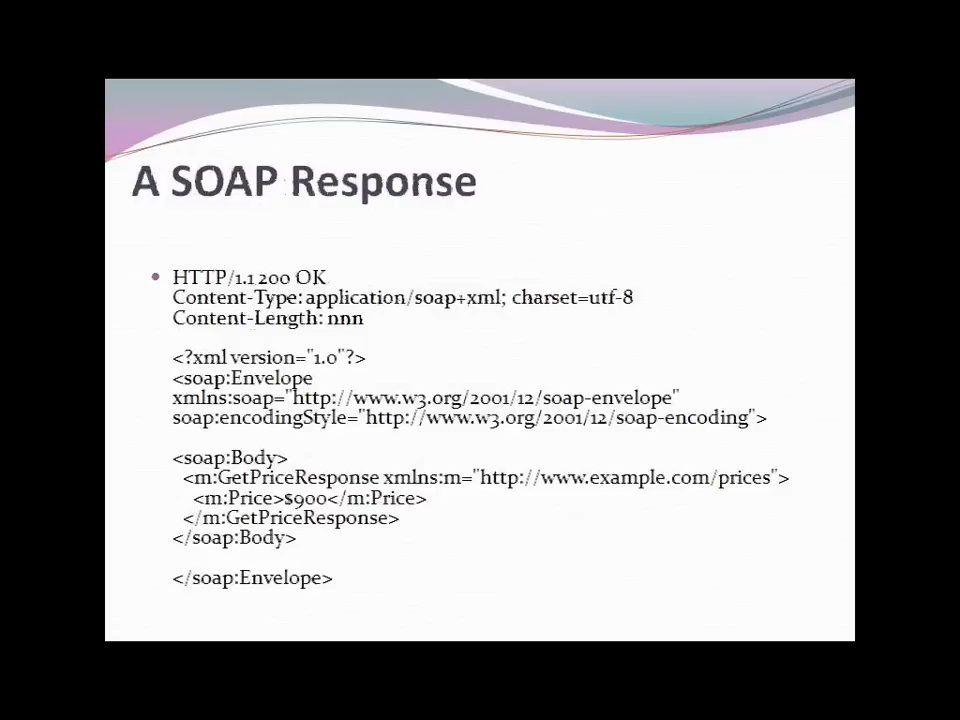 A SOAP Response
• HTTP/1.1 200 OK
Content-Type: application/soap+xml; charset=utf-8
Content-Length: nnn
<?xml version="1.0"?>
<soap:Envelope
xmlns:soap="http://www.w3.org/2001/12/soap-envelope"
soap:encodingStyle="http://www.w3.org/2001/12/soap-encoding">
<soap:Body>
<m:GetPriceResponse xmlns:m="http://www.example.com/prices">
<m:Price>$900</m:Price>
</m:GetPriceResponse>
</soap:Body>
</soap:Envelope>